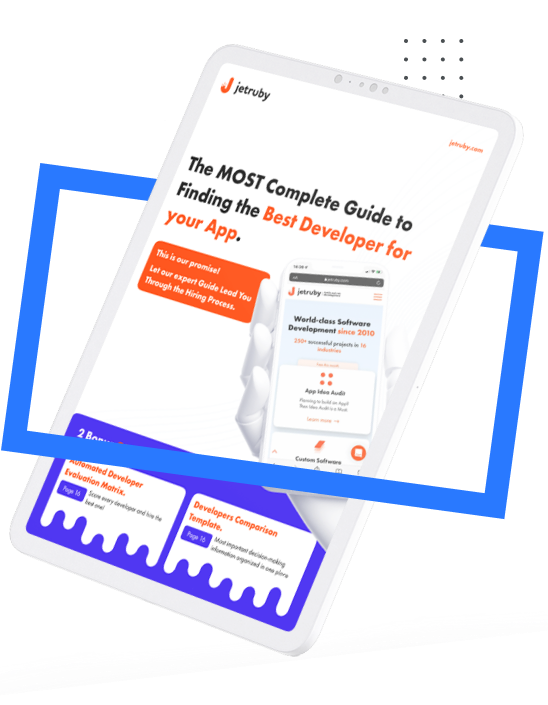 jetruby
jetruby.com
The MOST Complete Guide to
Finding the Best Developer for
your App.
This is our promise!
Let our expert Guide Lead You
Through the Hiring Process.
jetruby.com
jetruby
World-class Software
Development since 2010
250+ successful projects in 16
industries
App Idea Audit
Planning to build an App?
Then Idea Audit is a Must.
Learn more →
Custom Software
2
Automated Developer
Evaluation Matrix.
Page 16
Score every developer and hire the
best one!
Developers Comparison
Template.
Page 16
Most important decision-making
information organized in one place